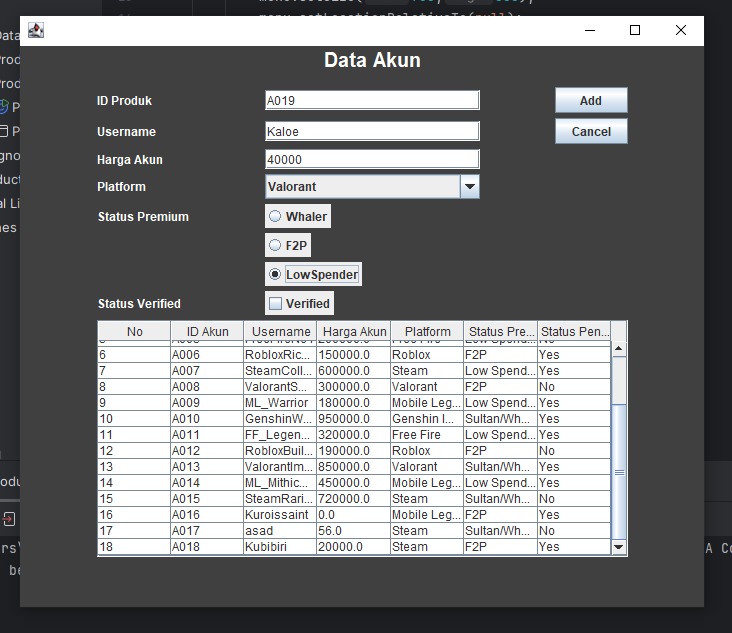 Data Akun
ID Produk A019 Add
Username Kaloe Cancel
Harga Akun 40000
Platform Valorant
Status Premium Whaler
F2P
LowSpender
Status Verified Verified
No ID Akun Username Harga Akun Platform Status Pre... Status Pen...
6 A006 RobloxRic... 150000.0 Roblox F2P Yes
7 A007 SteamColl... 600000.0 Steam Low Spend... Yes
8 A008 ValorantS... 300000.0 Valorant F2P No
9 A009 ML_Warrior 180000.0 Mobile Leg... Low Spend... Yes
10 A010 GenshinW... 950000.0 Genshin I... Sultan/Wh... Yes
11 A011 FF_Legen... 320000.0 Free Fire Low Spend... Yes
12 A012 RobloxBuil... 190000.0 Roblox F2P No
13 A013 ValorantIm... 850000.0 Valorant Sultan/Wh... Yes
14 A014 ML_Mithic... 450000.0 Mobile Leg... Low Spend... Yes
15 A015 SteamRari... 720000.0 Steam Sultan/Wh... No
16 A016 Kuroissaint 0.0 Mobile Leg... F2P Yes
17 A017 asad 56.0 Steam Sultan/Wh... No
18 A018 Kubibiri 20000.0 Steam F2P Yes